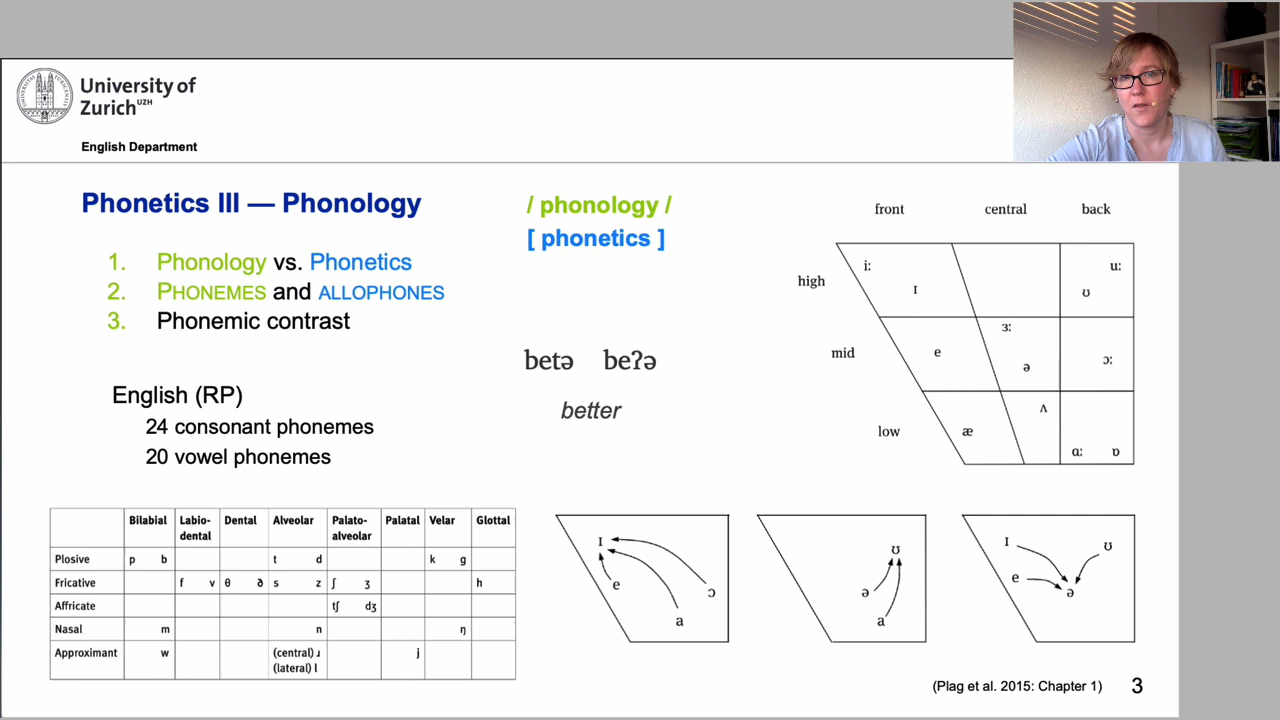 University of
Zurich UZH
English Department
Phonetics III — Phonology
1. Phonology vs. Phonetics
2. PHONEMES and ALLOPHONES
3. Phonemic contrast
English (RP)
24 consonant phonemes
20 vowel phonemes
/ phonology /
[ phonetics ]
betə beʔə
better
front central back
high iː ɪ uː ʊ
mid e ɜː ə ɔː
low æ ʌ ɑː ɒ
Bilabial Labio-dental Dental Alveolar Palato-alveolar Palatal Velar Glottal
Plosive p b t d k g
Fricative f v θ ð s z ʃ ʒ h
Affricate tʃ dʒ
Nasal m n ŋ
Approximant w (central) ɹ j
(lateral) l
ɪ e a ɔ
ʊ ə a
ɪ e ə ʊ
(Plag et al. 2015: Chapter 1) 3